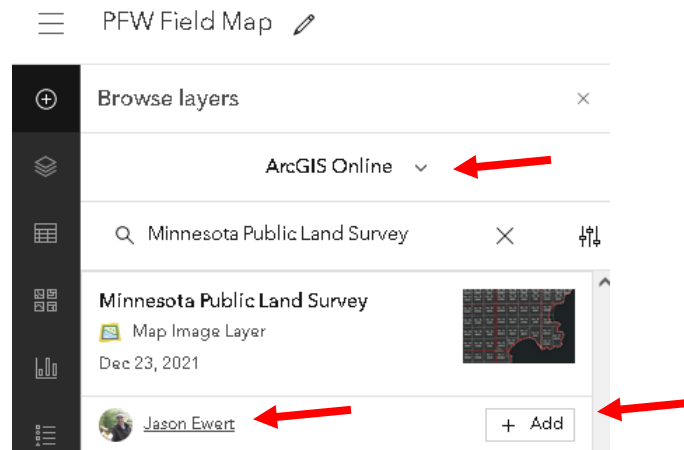 PFW Field Map
Browse layers
ArcGIS Online
Minnesota Public Land Survey
Minnesota Public Land Survey
Map Image Layer
Dec 23, 2021
Jason Ewert
+ Add